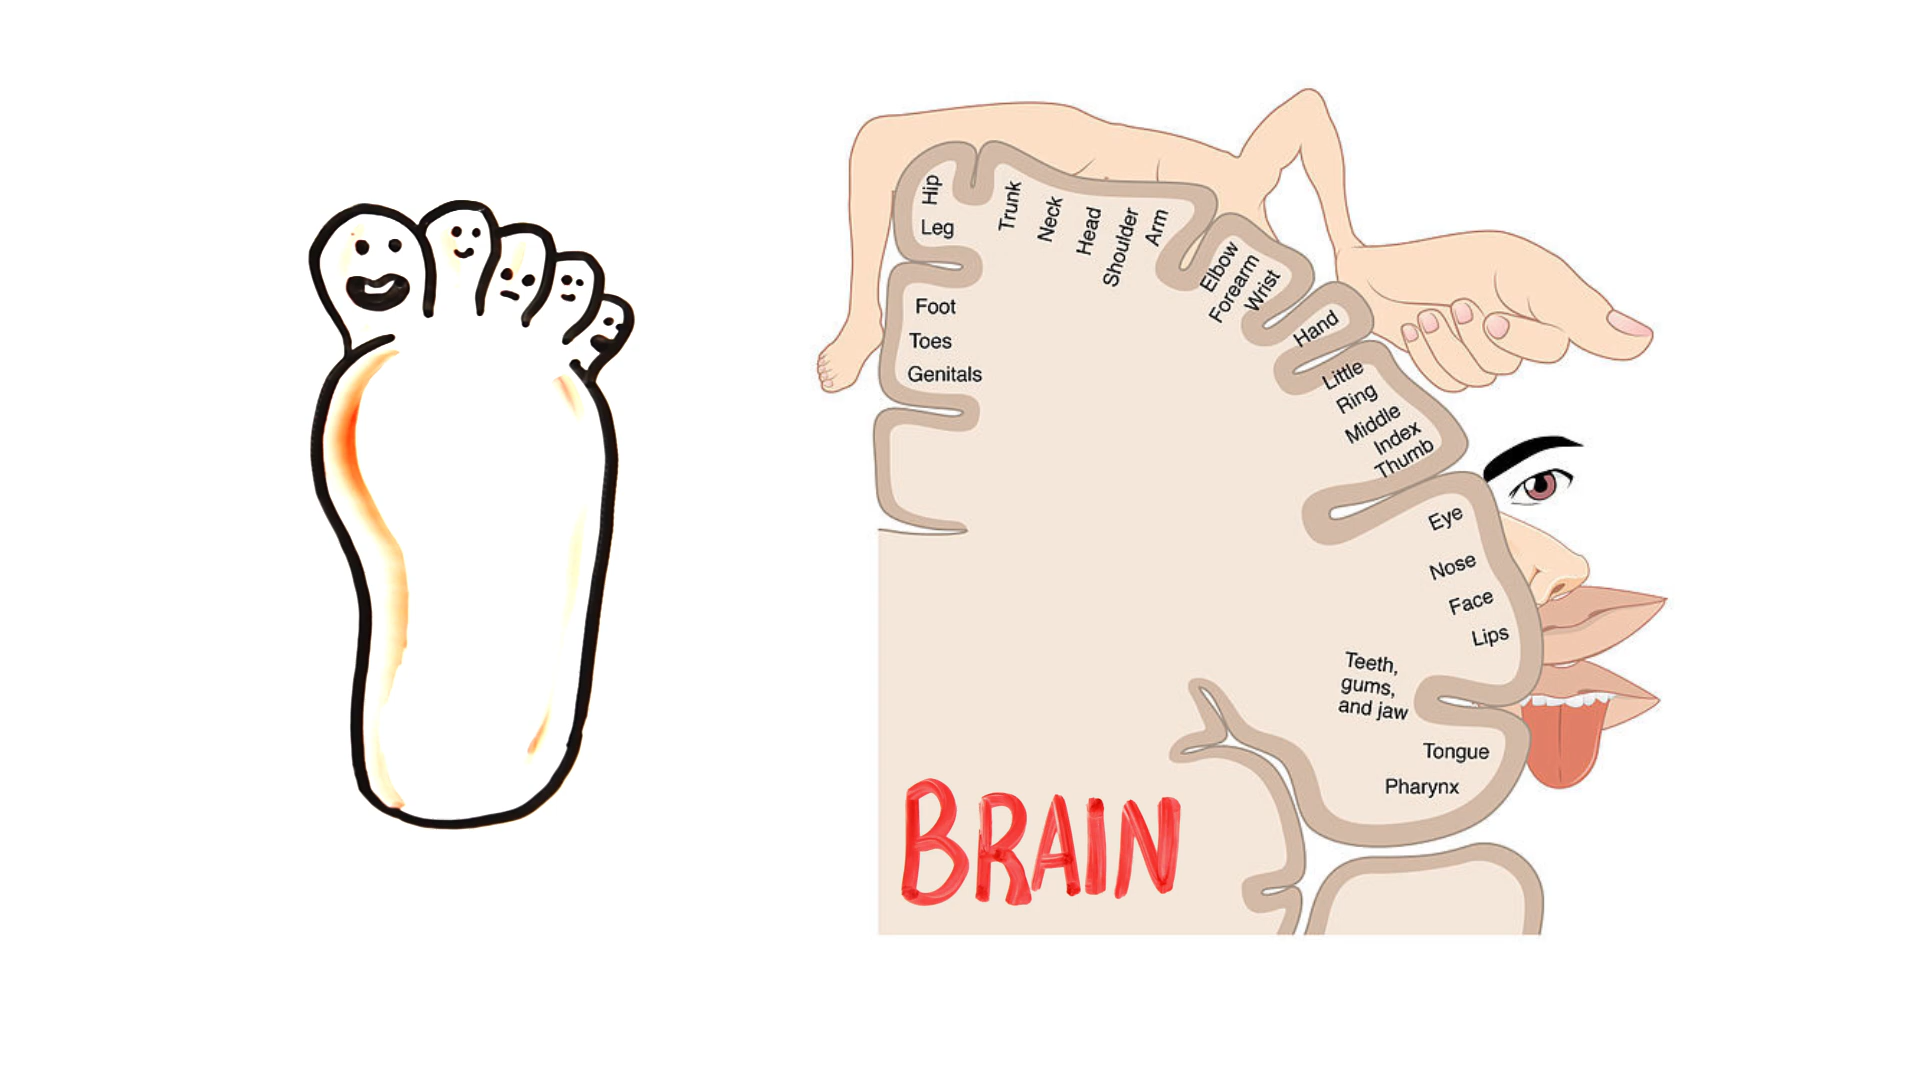 Hip
Leg
Foot
Toes
Genitals
Trunk
Neck
Head
Shoulder
Arm
Elbow
Forearm
Wrist
Hand
Little
Ring
Middle
Index
Thumb
Eye
Nose
Face
Lips
Teeth,
gums,
and jaw
Tongue
Pharynx
BRAIN